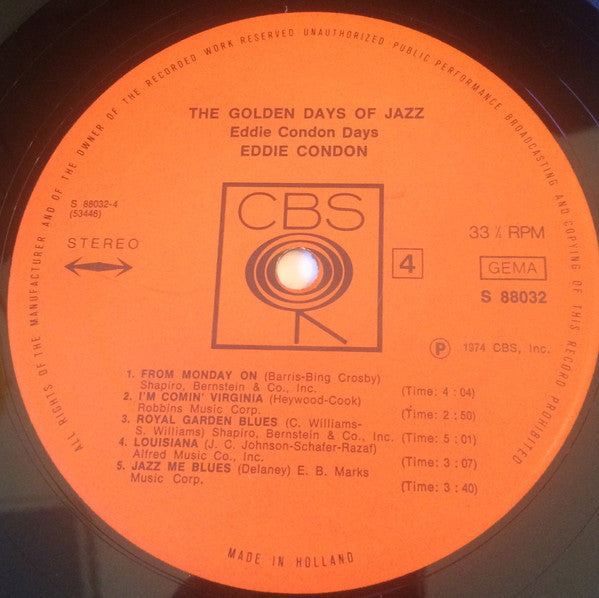 ALL RIGHTS OF THE MANUFACTURER AND OF THE OWNER OF THE RECORDED WORK RESERVED UNAUTHORIZED PUBLIC PERFORMANCE BROADCASTING AND COPYING OF THIS RECORD PROHIBITED
THE GOLDEN DAYS OF JAZZ
Eddie Condon Days
EDDIE CONDON
S 88032-4
(53446)
STEREO
CBS
4
33 ⅓ RPM
GEMA
S 88032
Ⓟ 1974 CBS, Inc.
1. FROM MONDAY ON (Barris-Bing Crosby)
Shapiro, Bernstein & Co., Inc. (Time: 4 : 04)
2. I'M COMIN' VIRGINIA (Heywood-Cook)
Robbins Music Corp. (Time: 2 : 50)
3. ROYAL GARDEN BLUES (C. Williams-
S. Williams) Shapiro, Bernstein & Co., Inc. (Time: 5 : 01)
4. LOUISIANA (J. C. Johnson-Schafer-Razaf)
Alfred Music Co., Inc. (Time: 3 : 07)
5. JAZZ ME BLUES (Delaney) E. B. Marks
Music Corp. (Time: 3 : 40)
MADE IN HOLLAND